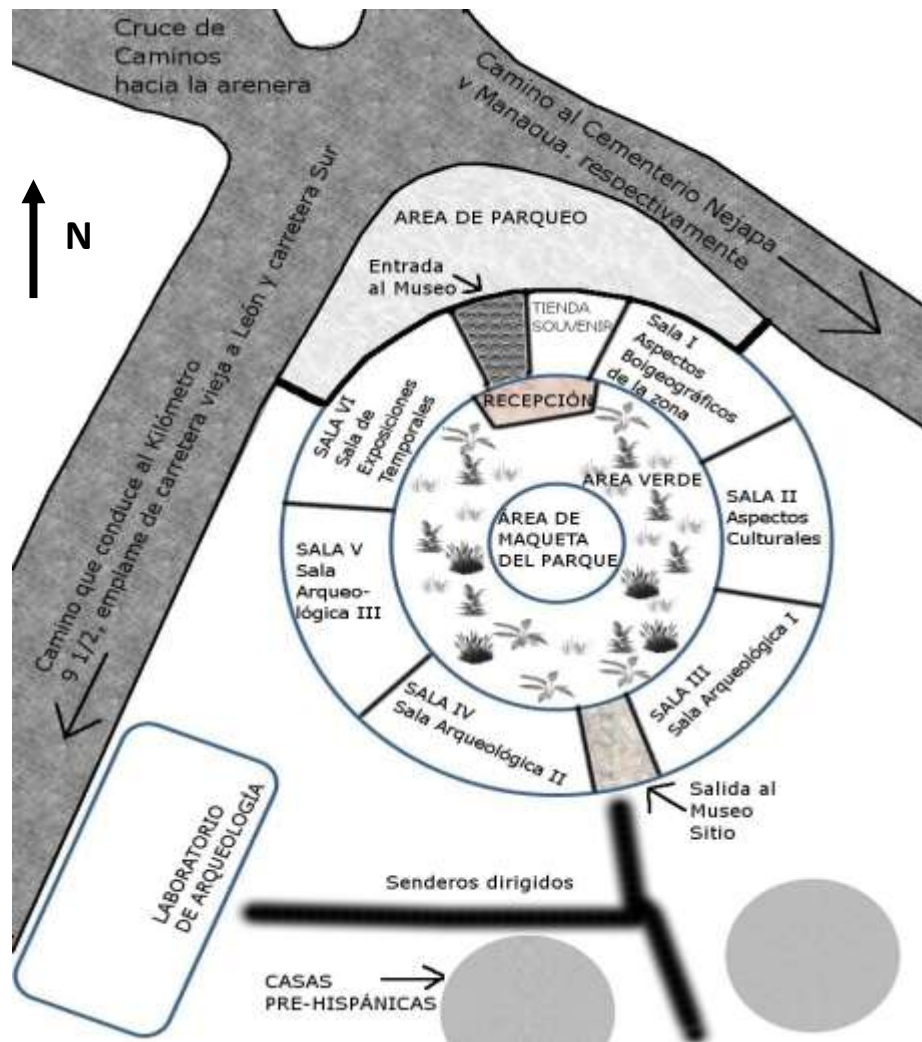 Cruce de
Caminos
hacia la arenera
Camino al Cementerio Nejapa
v Managua, respectivamente
N
AREA DE PARQUEO
Entrada
al Museo
TIENDA
SOUVENIR
Sala I
Aspectos
Boigeográficos
de la zona
RECEPCIÓN
SALA VI
Sala de
Exposiciones
Temporales
AREA VERDE
SALA II
Aspectos
Culturales
ÁREA DE
MAQUETA
DEL PARQUE
SALA V
Sala
Arqueo-
lógica III
Camino que conduce al Kilómetro
9 1/2, emplame de carretera vieja a León y carretera Sur
SALA IV
Sala Arqueológica II
SALA III
Sala Arqueológica I
Salida al
Museo
Sitio
LABORATORIO
DE ARQUEOLOGÍA
Senderos dirigidos
CASAS
PRE-HISPÁNICAS